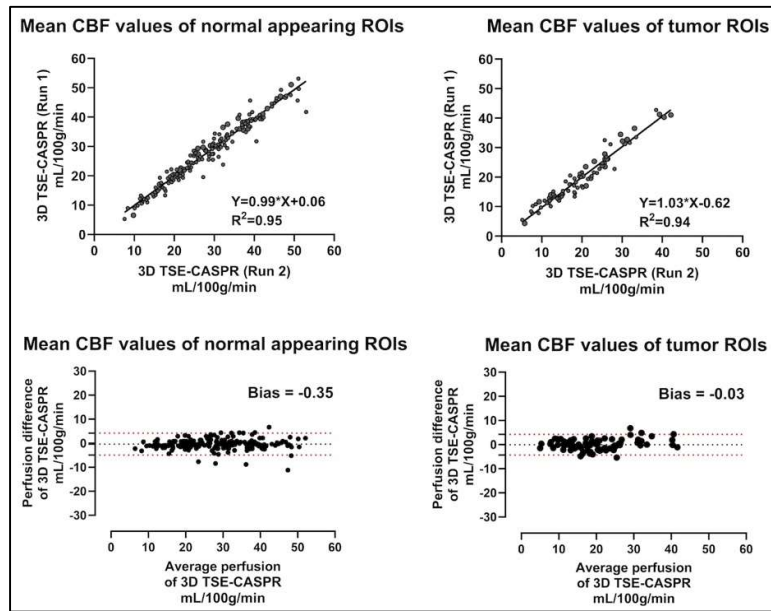 Mean CBF values of normal appearing ROIs
3D TSE-CASPR (Run 1)
mL/100g/min
60
50
40
30
20
10
0
0 10 20 30 40 50 60
Y=0.99*X+0.06
R²=0.95
3D TSE-CASPR (Run 2)
mL/100g/min
Mean CBF values of tumor ROIs
3D TSE-CASPR (Run 1)
mL/100g/min
60
50
40
30
20
10
0
0 10 20 30 40 50 60
Y=1.03*X-0.62
R²=0.94
3D TSE-CASPR (Run 2)
mL/100g/min
Mean CBF values of normal appearing ROIs
Perfusion difference
of 3D TSE-CASPR
mL/100g/min
30
20
10
0
-10
-20
-30
Bias = -0.35
0 10 20 30 40 50 60
Average perfusion
of 3D TSE-CASPR
mL/100g/min
Mean CBF values of tumor ROIs
Perfusion difference
of 3D TSE-CASPR
mL/100g/min
30
20
10
0
-10
-20
-30
Bias = -0.03
0 10 20 30 40 50 60
Average perfusion
of 3D TSE-CASPR
mL/100g/min